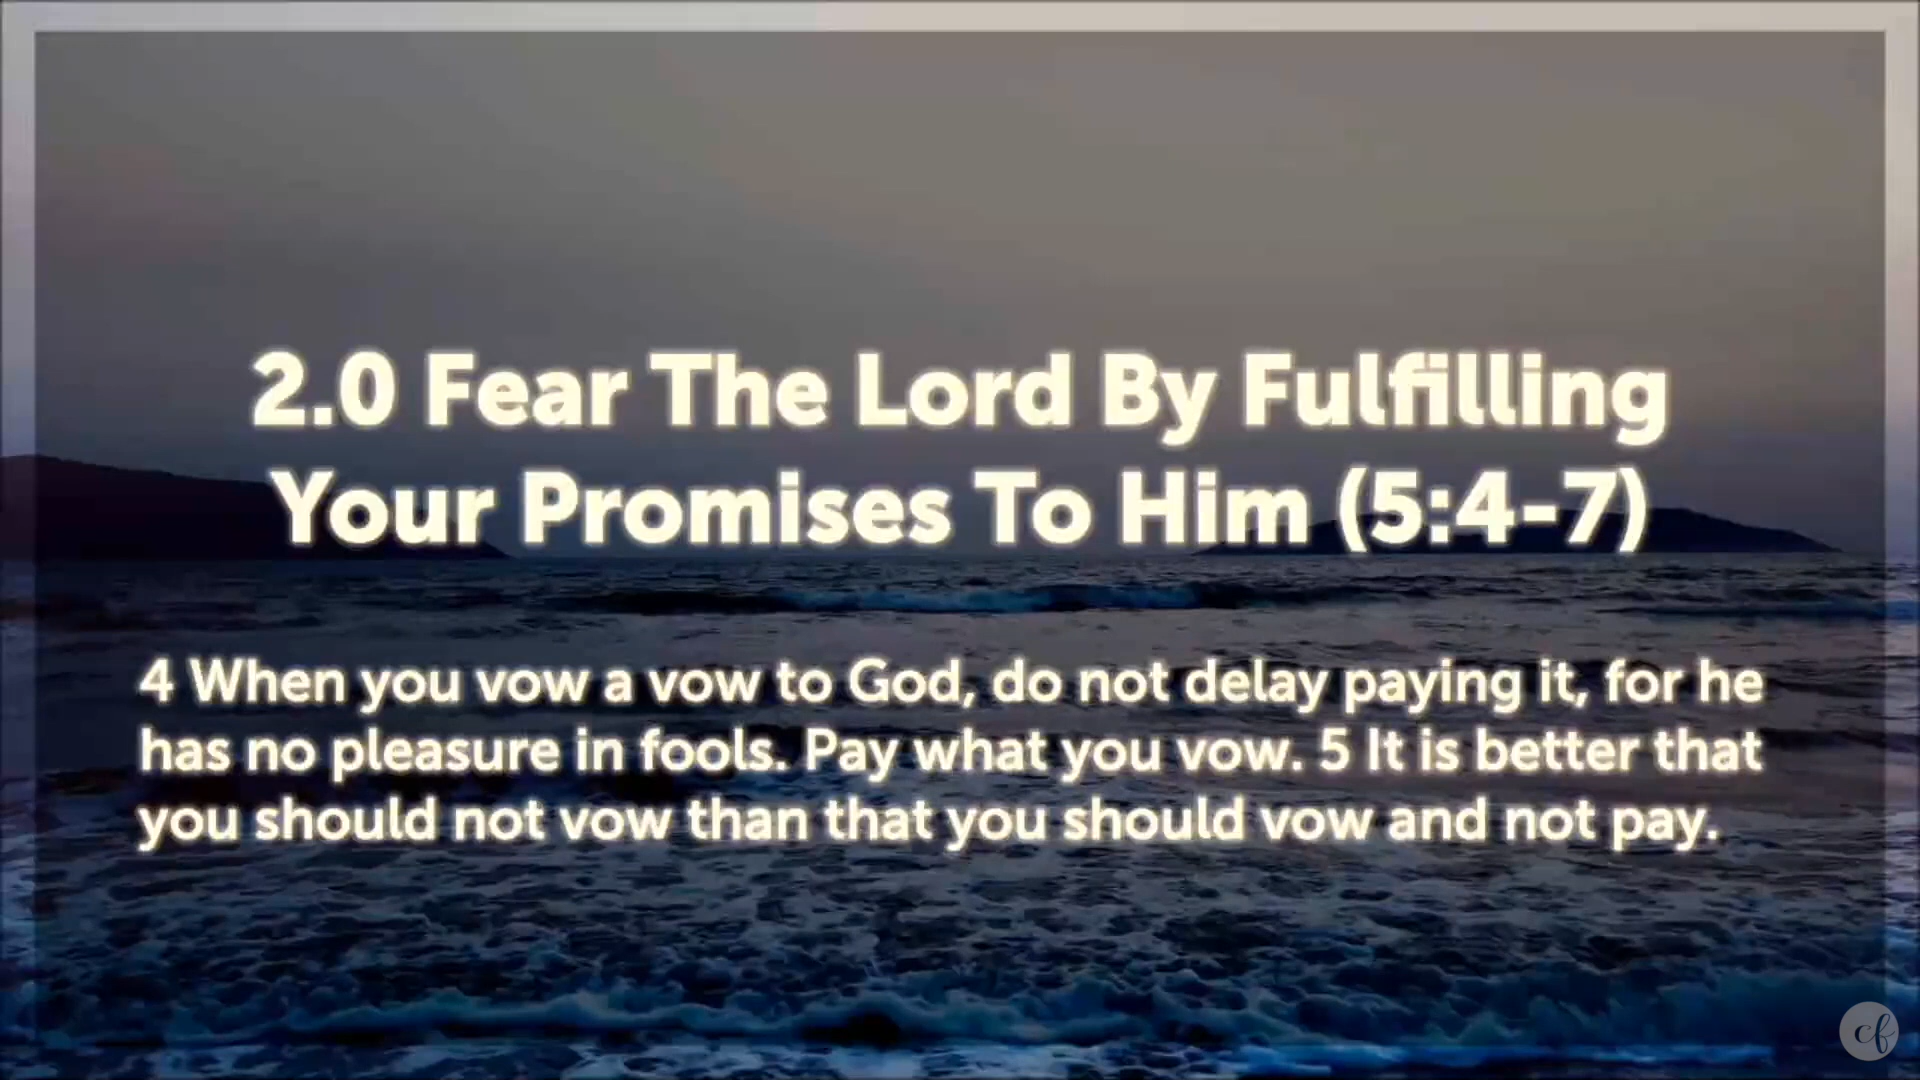 2.0 Fear The Lord By Fulfilling
Your Promises To Him (5:4-7)
4 When you vow a vow to God, do not delay paying it, for he
has no pleasure in fools. Pay what you vow. 5 It is better that
you should not vow than that you should vow and not pay.
cf